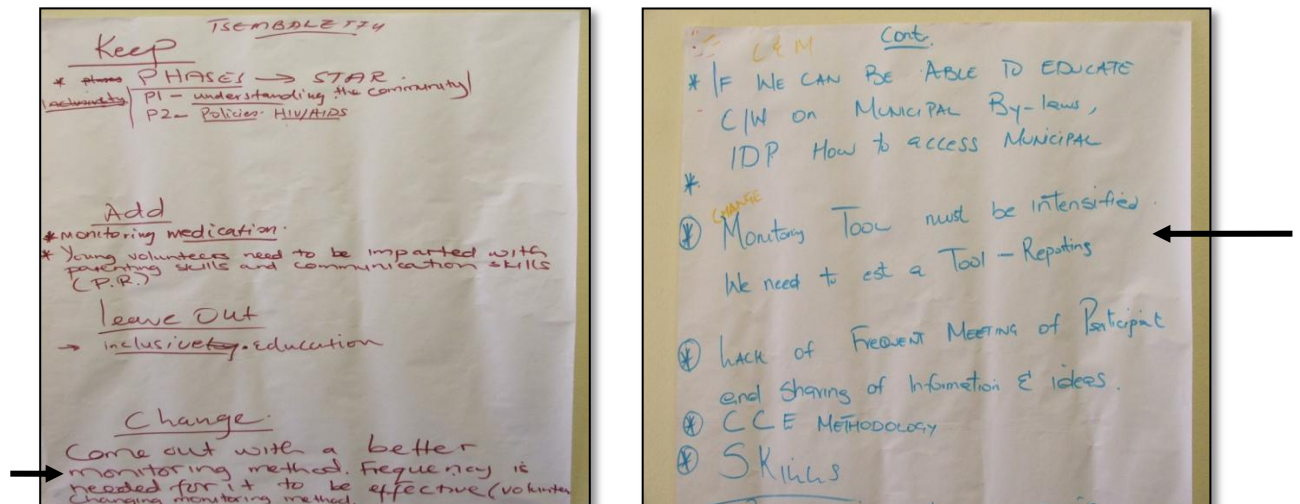 TSEMBALETTU
Keep
* phases PHASES → STAR
P1 - understanding the community
P2 - Policies. HIV/AIDS
Add
* monitoring medication.
* Young volunteers need to be imparted with
parenting skills and communication skills
(P.R.)
leave out
→ inclusive education
Change.
Come out with a better
monitoring method. Frequency is
needed for it to be effective (volunteer
Changing monitoring method.
Cont.
C & M
* IF WE CAN BE ABLE TO EDUCATE
C/W ON MUNICIPAL By-laws,
IDP How to access MUNICIPAL
*
CHANGE
* Monitoring TOOL must be intensified.
We need to est a Tool - Reporting
* LACK of FREQUENT MEETING of Participant
and Sharing of Information & ideas.
* CCE METHODOLOGY
* Skills